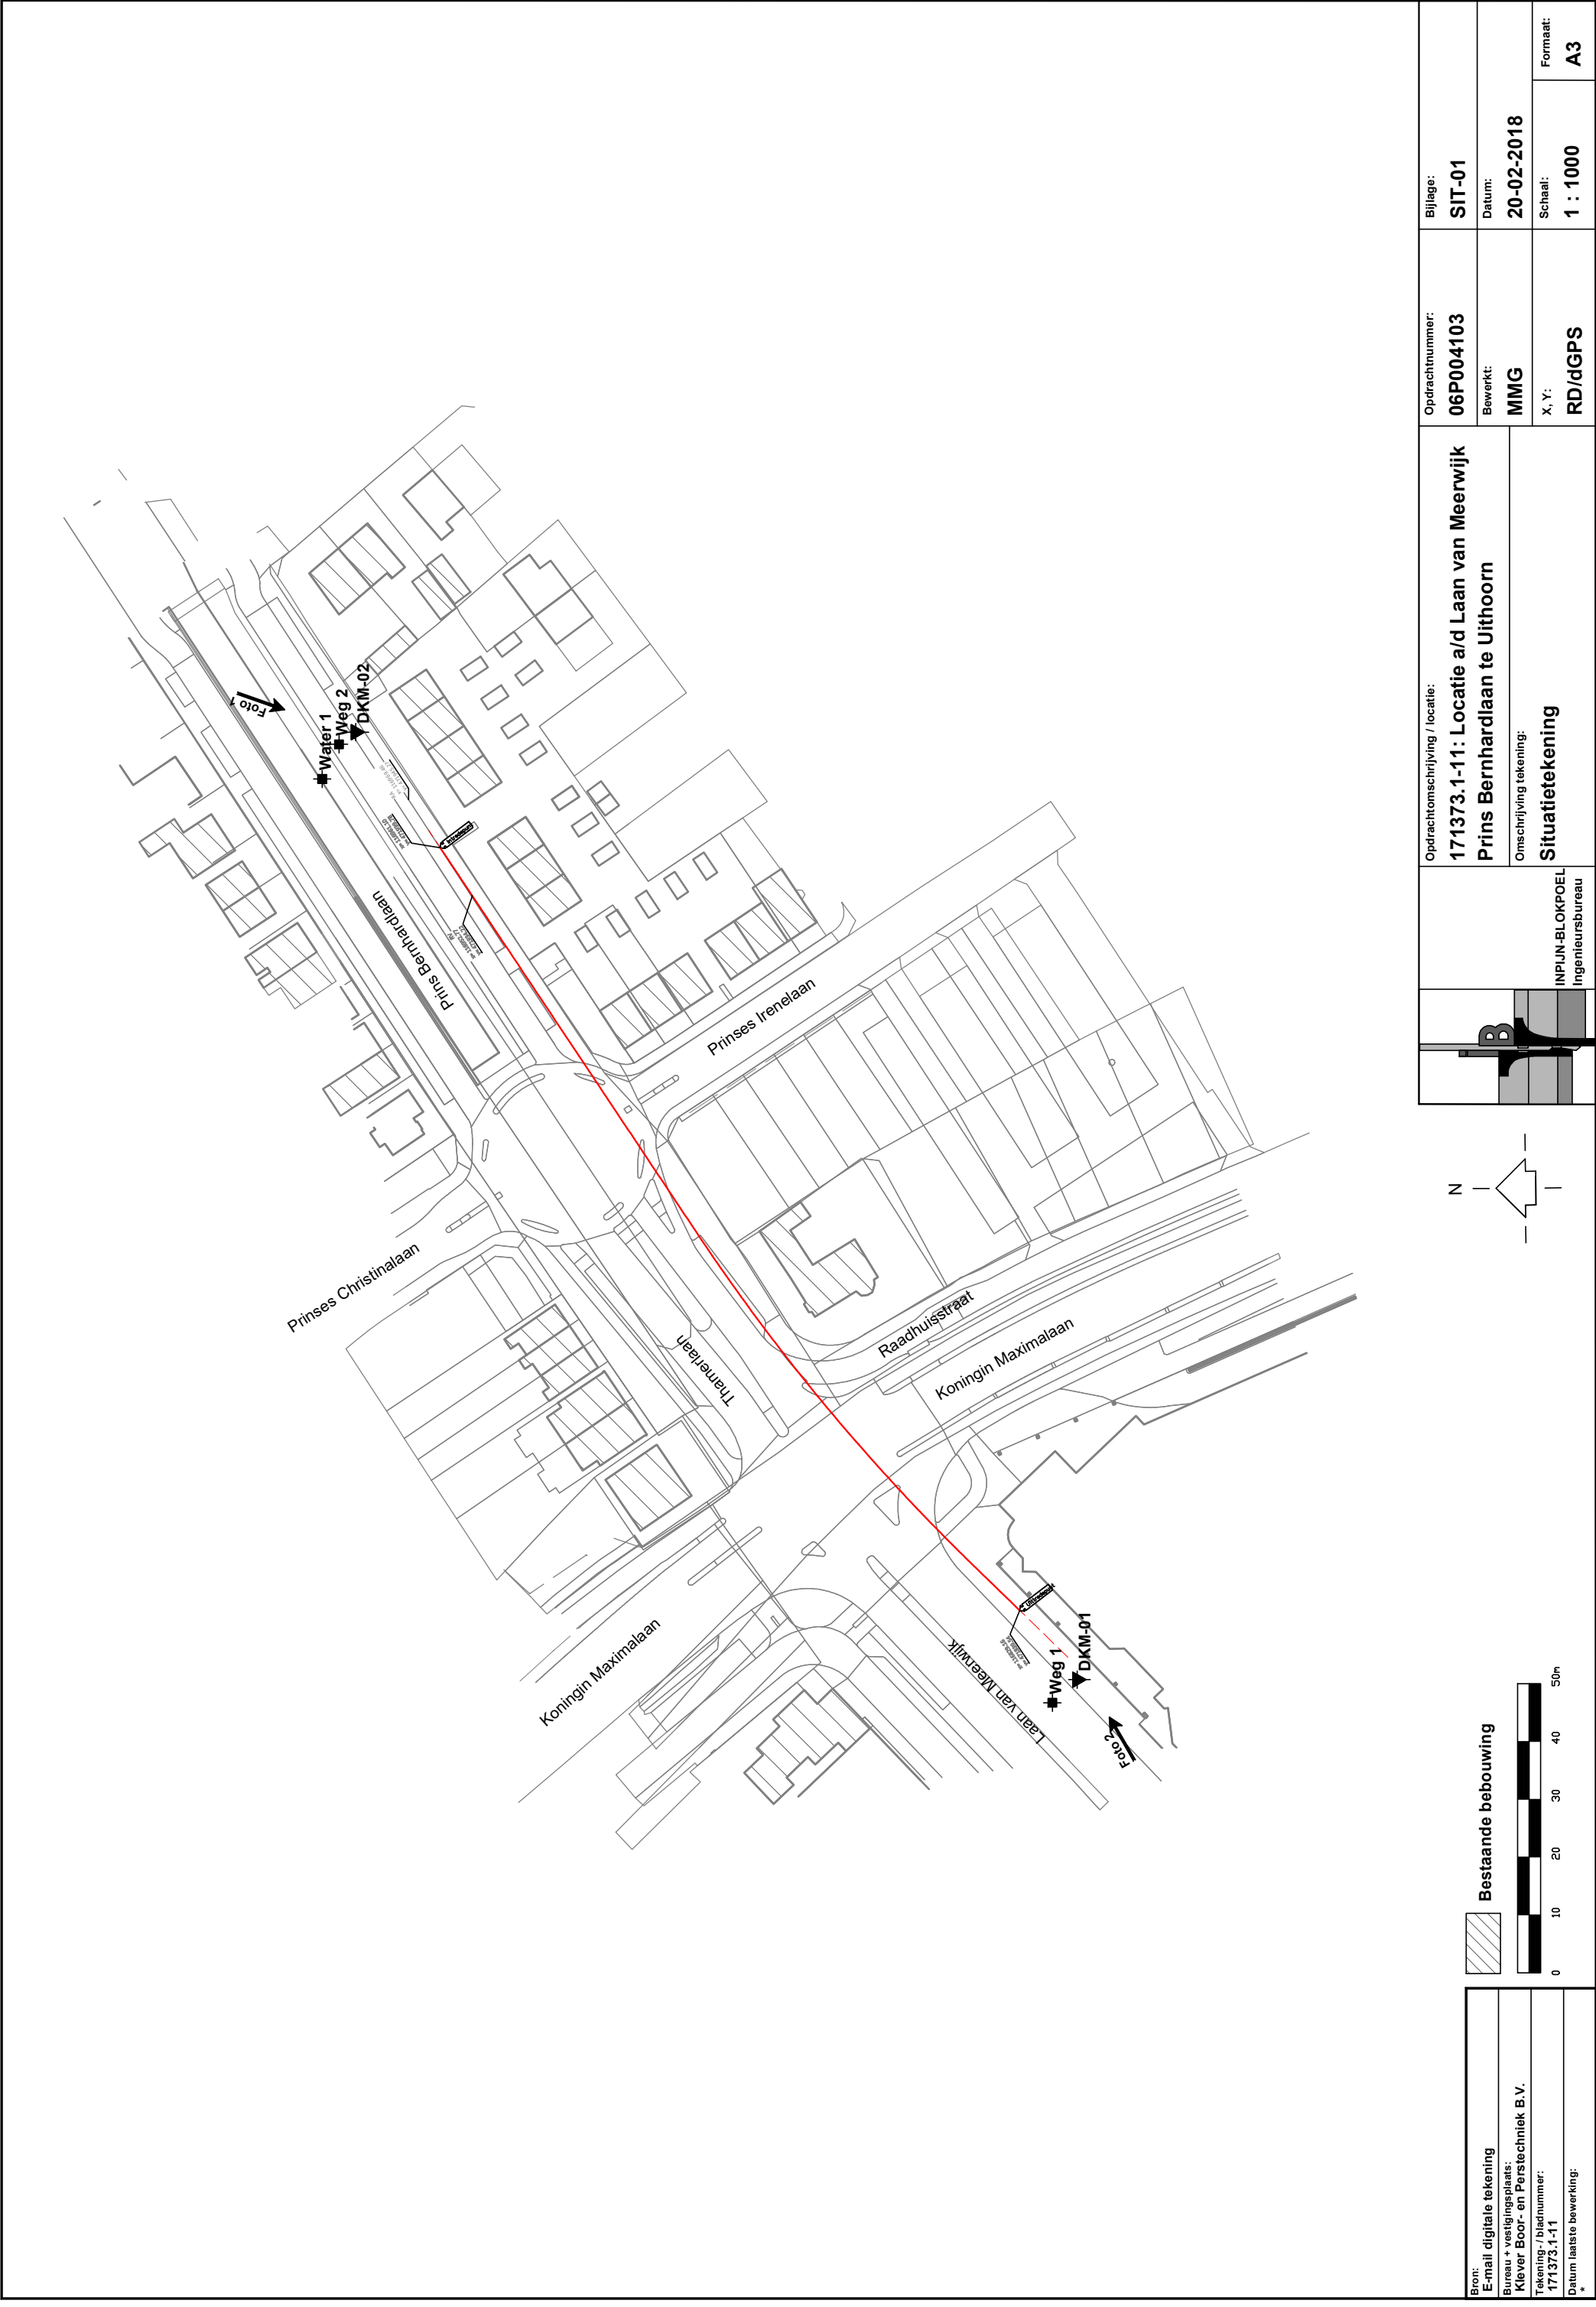 Water 1
Weg 2
DKM-02
Foto 1
Intredepunt
Prins Bernhardlaan
Prinses Irenelaan
Prinses Christinalaan
Thamerlaan
Raadhuisstraat
Koningin Maximalaan
Koningin Maximalaan
Laan van Meerwijk
Uittredepunt
Weg 1
DKM-01
Foto 2
N
Bestaande bebouwing
0 10 20 30 40 50m
Bron:
E-mail digitale tekening
Bureau + vestigingsplaats:
Klever Boor- en Perstechniek B.V.
Tekening- / bladnummer:
171373.1-11
Datum laatste bewerking:
*
B
INPIJN-BLOKPOEL
Ingenieursbureau
Opdrachtomschrijving / locatie:
171373.1-11: Locatie a/d Laan van Meerwijk
Prins Bernhardlaan te Uithoorn
Omschrijving tekening:
Situatietekening
Opdrachtnummer:
06P004103
Bewerkt:
MMG
X, Y:
RD/dGPS
Bijlage:
SIT-01
Datum:
20-02-2018
Schaal:
1 : 1000
Formaat:
A3